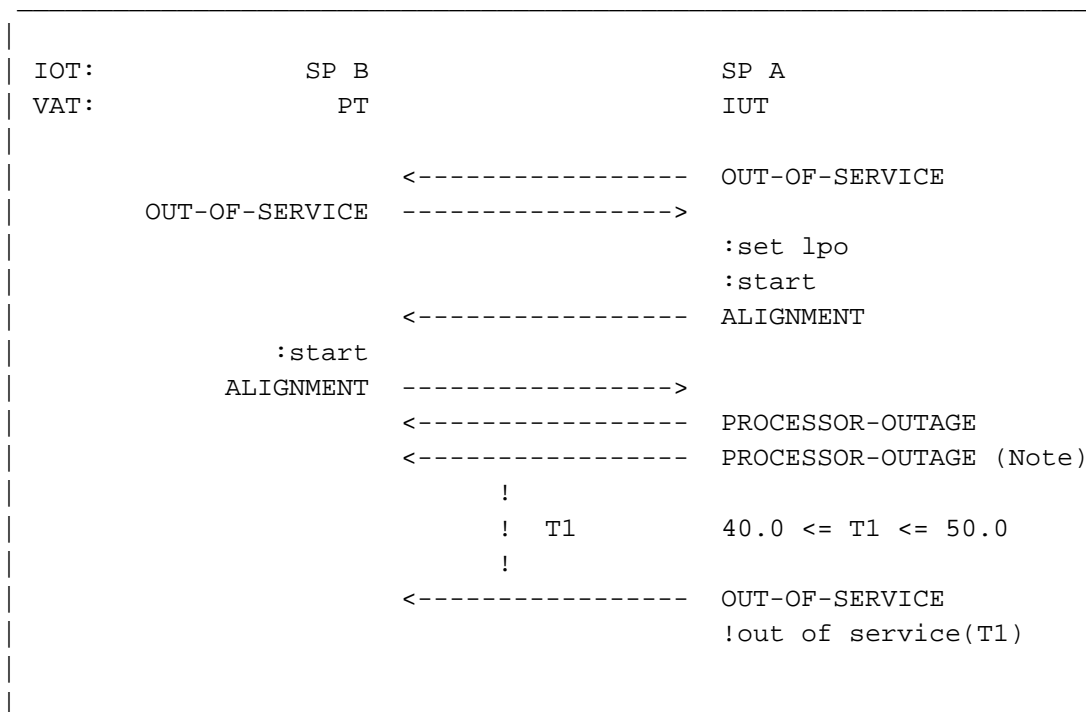 IOT: SP B SP A
VAT: PT IUT
<----------------- OUT-OF-SERVICE
OUT-OF-SERVICE ----------------->
:set lpo
:start
<----------------- ALIGNMENT
:start
ALIGNMENT ----------------->
<----------------- PROCESSOR-OUTAGE
<----------------- PROCESSOR-OUTAGE (Note)
!
! T1 40.0 <= T1 <= 50.0
!
<----------------- OUT-OF-SERVICE
!out of service(T1)